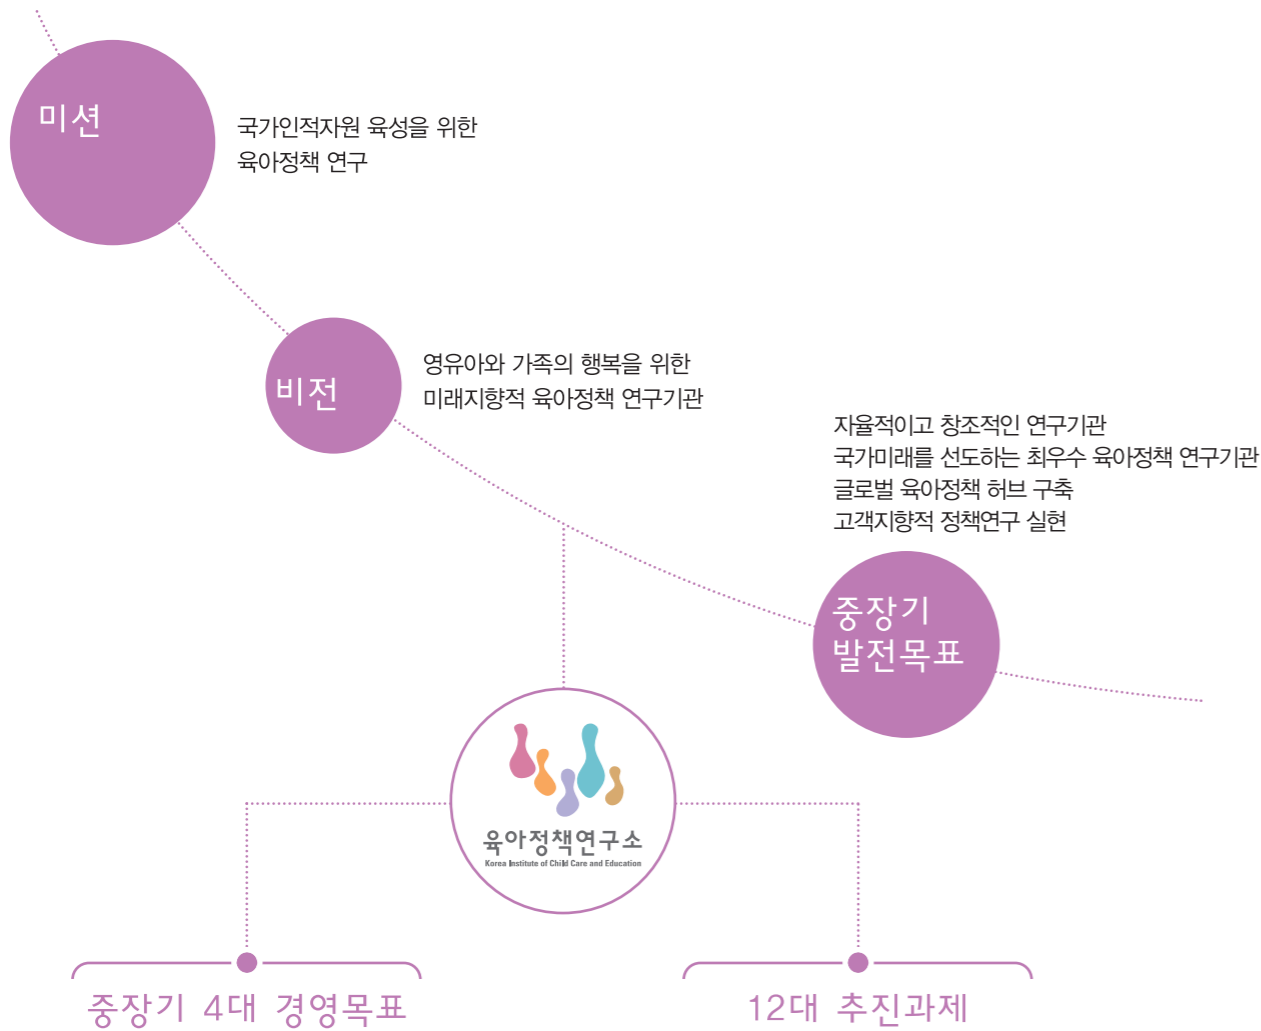 미션
국가인적자원 육성을 위한
육아정책 연구
비전
영유아와 가족의 행복을 위한
미래지향적 육아정책 연구기관
자율적이고 창조적인 연구기관
국가미래를 선도하는 최우수 육아정책 연구기관
글로벌 육아정책 허브 구축
고객지향적 정책연구 실현
중장기
발전목표
육아정책연구소
Korea Institute of Child Care and Education
중장기 4대 경영목표
12대 추진과제